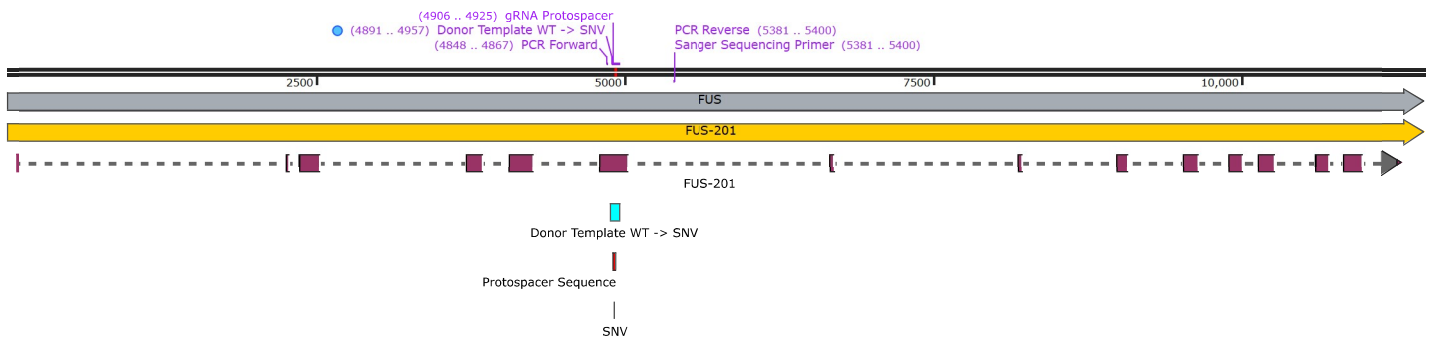 (4906 .. 4925) gRNA Protospacer
(4891 .. 4957) Donor Template WT -> SNV
PCR Reverse (5381 .. 5400)
(4848 .. 4867) PCR Forward
Sanger Sequencing Primer (5381 .. 5400)
2500
5000
7500
10,000
FUS
FUS-201
FUS-201
Donor Template WT -> SNV
Protospacer Sequence
SNV